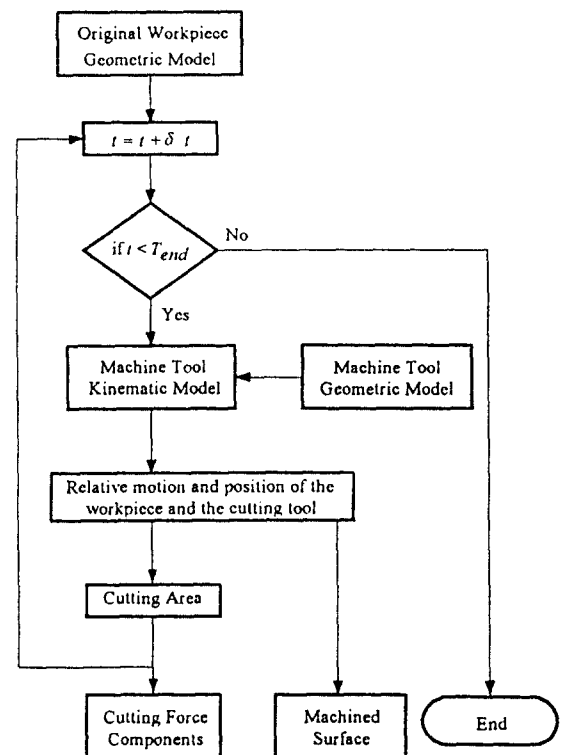 Original Workpiece
Geometric Model
t = t + δ t
if t < T_end
No
Yes
Machine Tool
Kinematic Model
Machine Tool
Geometric Model
Relative motion and position of the
workpiece and the cutting tool
Cutting Area
Cutting Force
Components
Machined
Surface
End